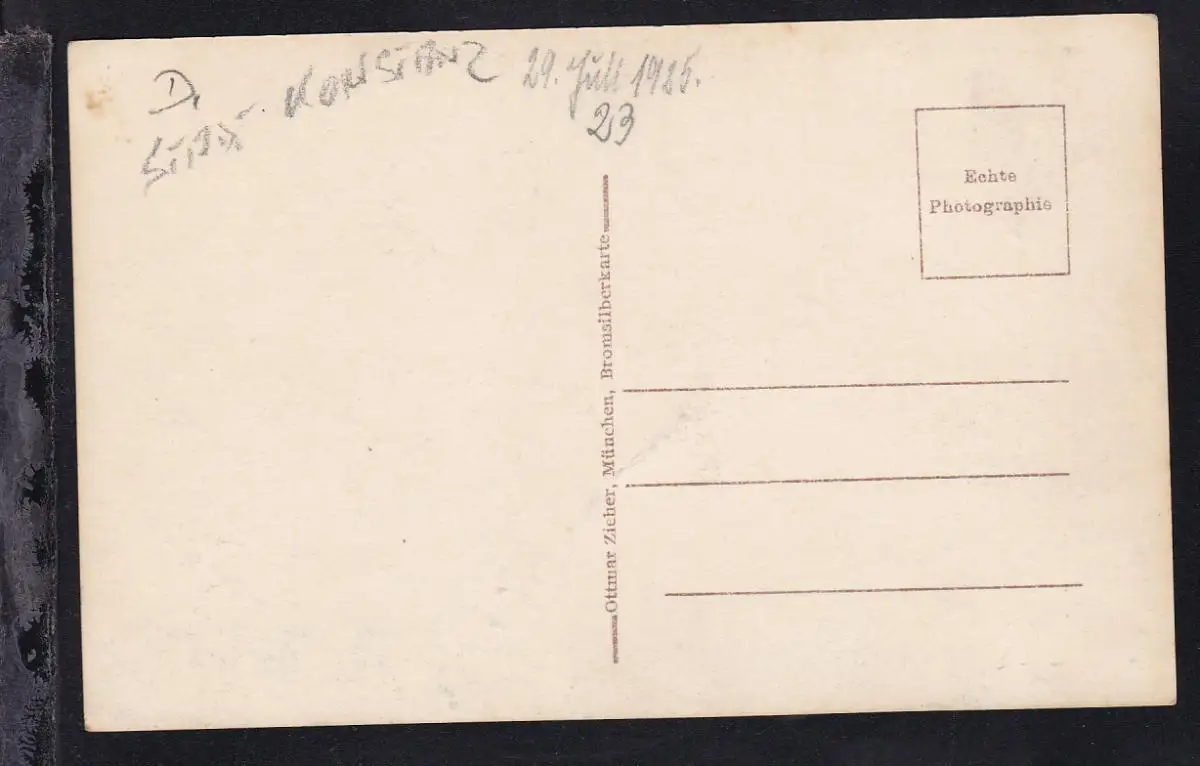 D.
KONSTANZ
29. Juli 1925.
23
Echte
Photographie
Ottmar Zieher, München, Bromsilberkarte